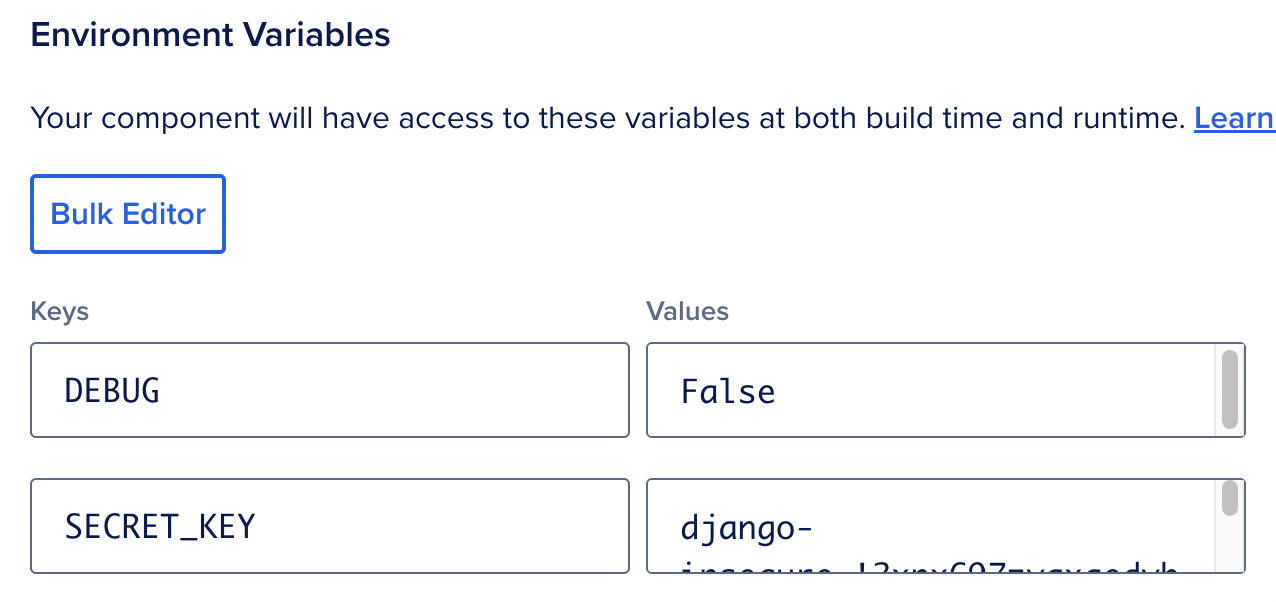 Environment Variables
Your component will have access to these variables at both build time and runtime. Learn
Bulk Editor
Keys
Values
DEBUG
False
SECRET_KEY
django-